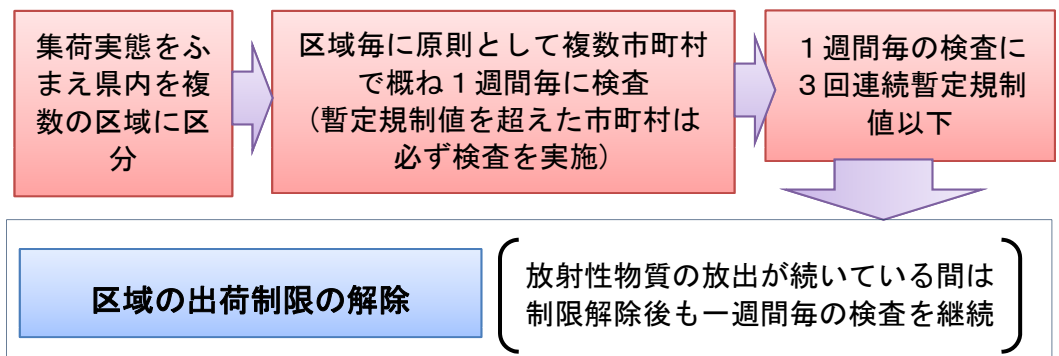 集荷実態をふ
まえ県内を複
数の区域に区
分
区域毎に原則として複数市町村
で概ね１週間毎に検査
（暫定規制値を超えた市町村は
必ず検査を実施）
１週間毎の検査に
３回連続暫定規制
値以下
区域の出荷制限の解除
放射性物質の放出が続いている間は
制限解除後も一週間毎の検査を継続